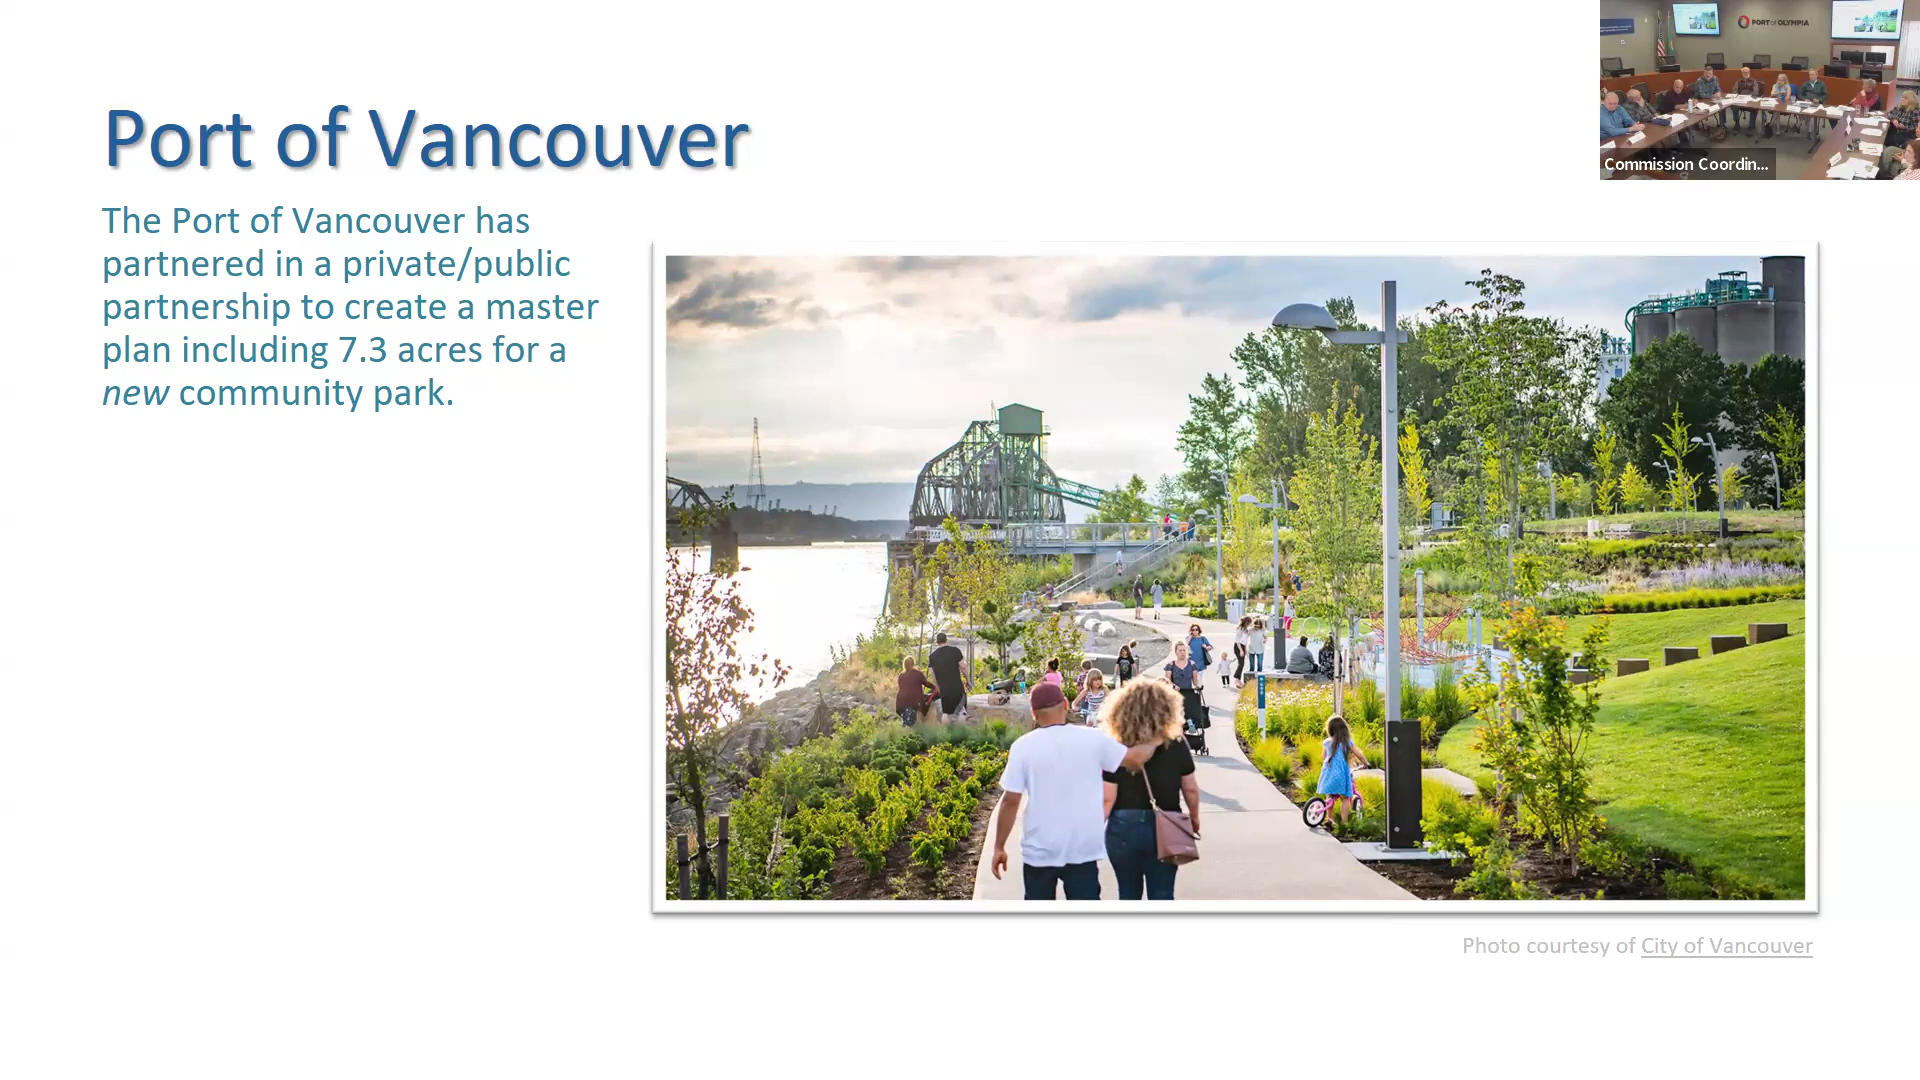 PORT OF OLYMPIA
Commission Coordin...
Port of Vancouver
The Port of Vancouver has
partnered in a private/public
partnership to create a master
plan including 7.3 acres for a
new community park.
Photo courtesy of City of Vancouver